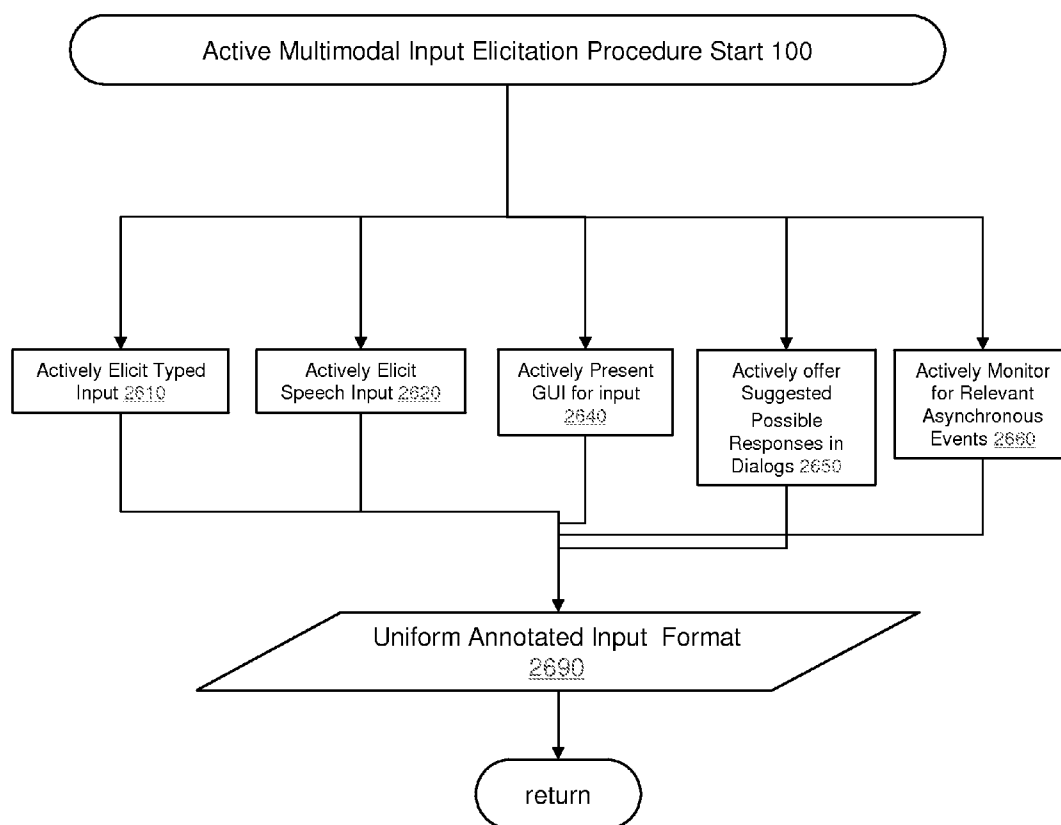 Active Multimodal Input Elicitation Procedure Start 100
Actively Elicit Typed
Input 2610
Actively Elicit
Speech Input 2620
Actively Present
GUI for input
2640
Actively offer
Suggested
Possible
Responses in
Dialogs 2650
Actively Monitor
for Relevant
Asynchronous
Events 2660
Uniform Annotated Input Format
2690
return